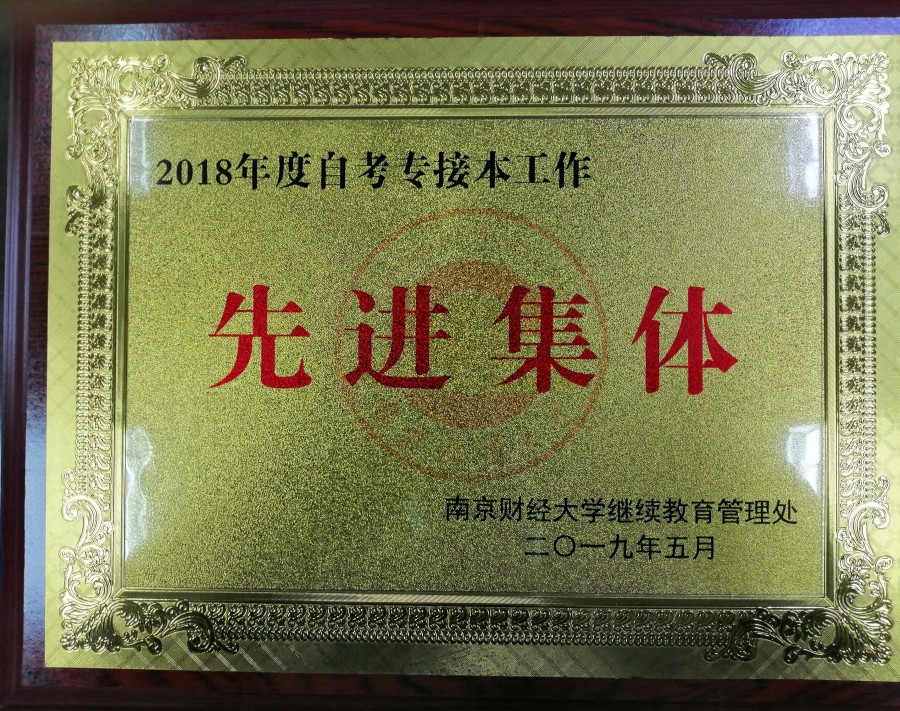 2018年度自考专接本工作
先进集体
南京财经大学继续教育管理处
二〇一九年五月